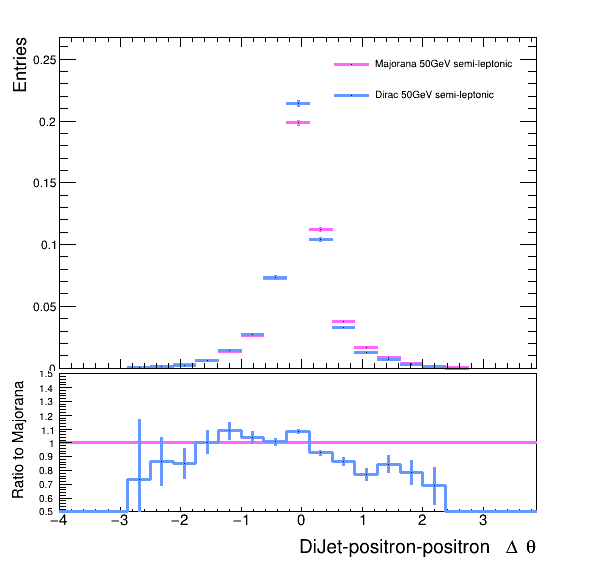 Entries
0.25
0.2
0.15
0.1
0.05
0
Majorana 50GeV semi-leptonic
Dirac 50GeV semi-leptonic
Ratio to Majorana
1.5
1.4
1.3
1.2
1.1
1
0.9
0.8
0.7
0.6
0.5
−4 −3 −2 −1 0 1 2 3
DiJet-positron-positron Δ θ